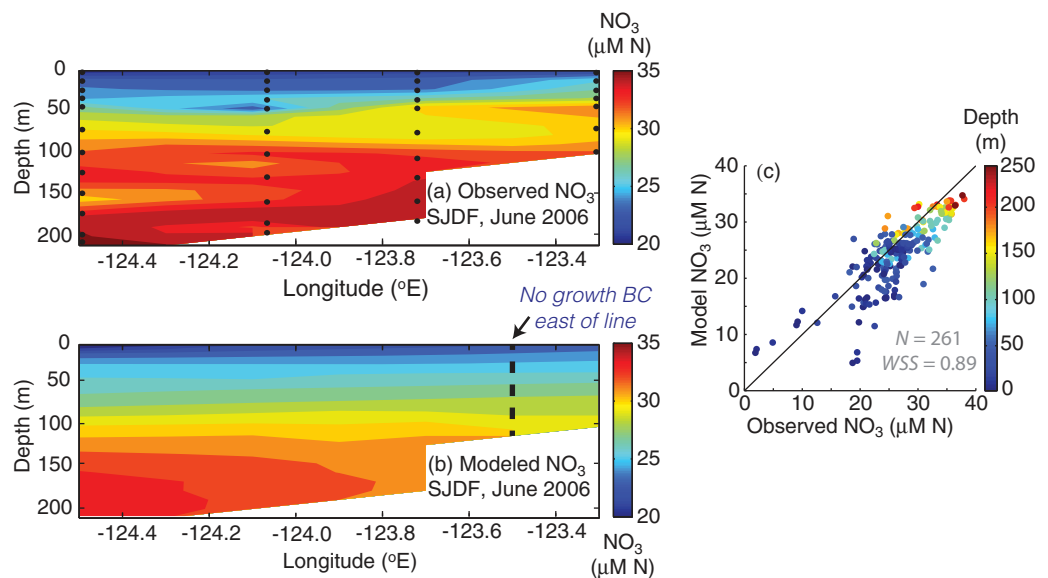 NO3
(μM N)
0
50
100
150
200
Depth (m)
(a) Observed NO3
SJDF, June 2006
-124.4
-124.2
-124.0
-123.8
-123.6
-123.4
Longitude (oE)
35
30
25
20
No growth BC
east of line
0
50
100
150
200
Depth (m)
(b) Modeled NO3
SJDF, June 2006
-124.4
-124.2
-124.0
-123.8
-123.6
-123.4
Longitude (oE)
35
30
25
20
NO3
(μM N)
Depth
(m)
(c)
40
30
20
10
0
Model NO3 (μM N)
N = 261
WSS = 0.89
0
10
20
30
40
Observed NO3 (μM N)
250
200
150
100
50
0